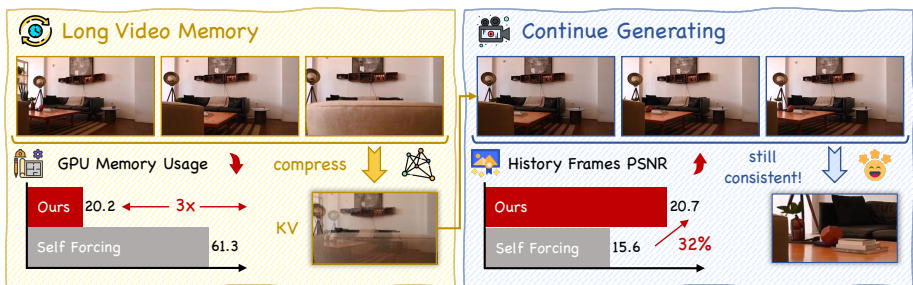 Long Video Memory
GPU Memory Usage
compress
Ours 20.2 3x
Self Forcing 61.3
KV
Continue Generating
History Frames PSNR
still
consistent!
Ours 20.7
Self Forcing 15.6 32%